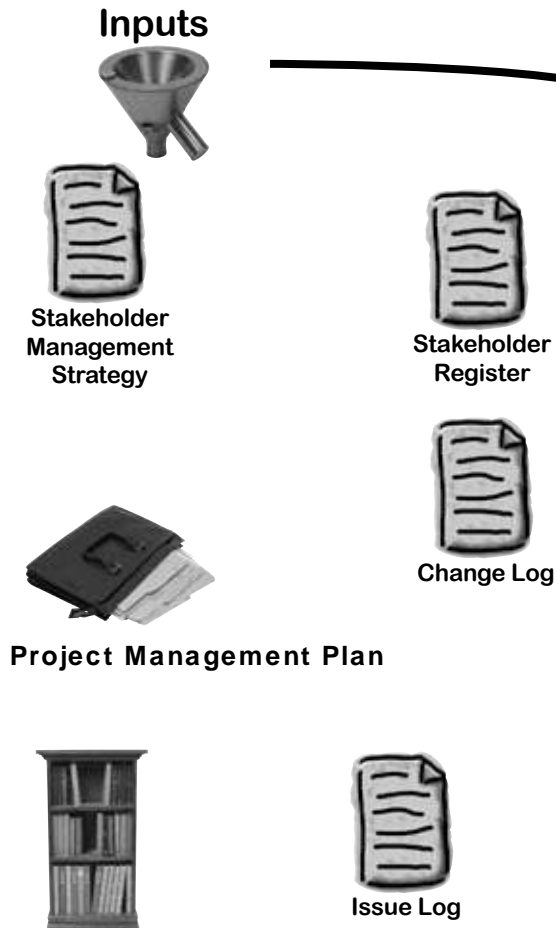 Inputs
Stakeholder
Management
Strategy
Stakeholder
Register
Change Log
Project Management Plan
Issue Log